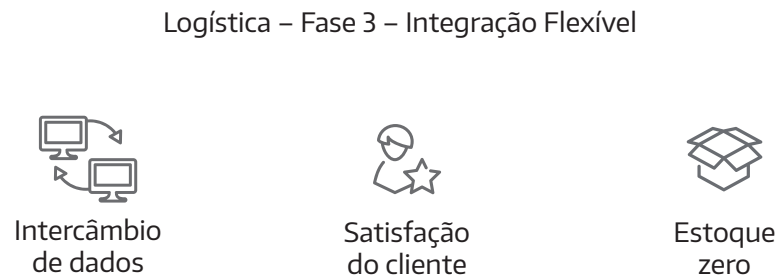 Logística – Fase 3 – Integração Flexível
Intercâmbio
de dados
Satisfação
do cliente
Estoque
zero